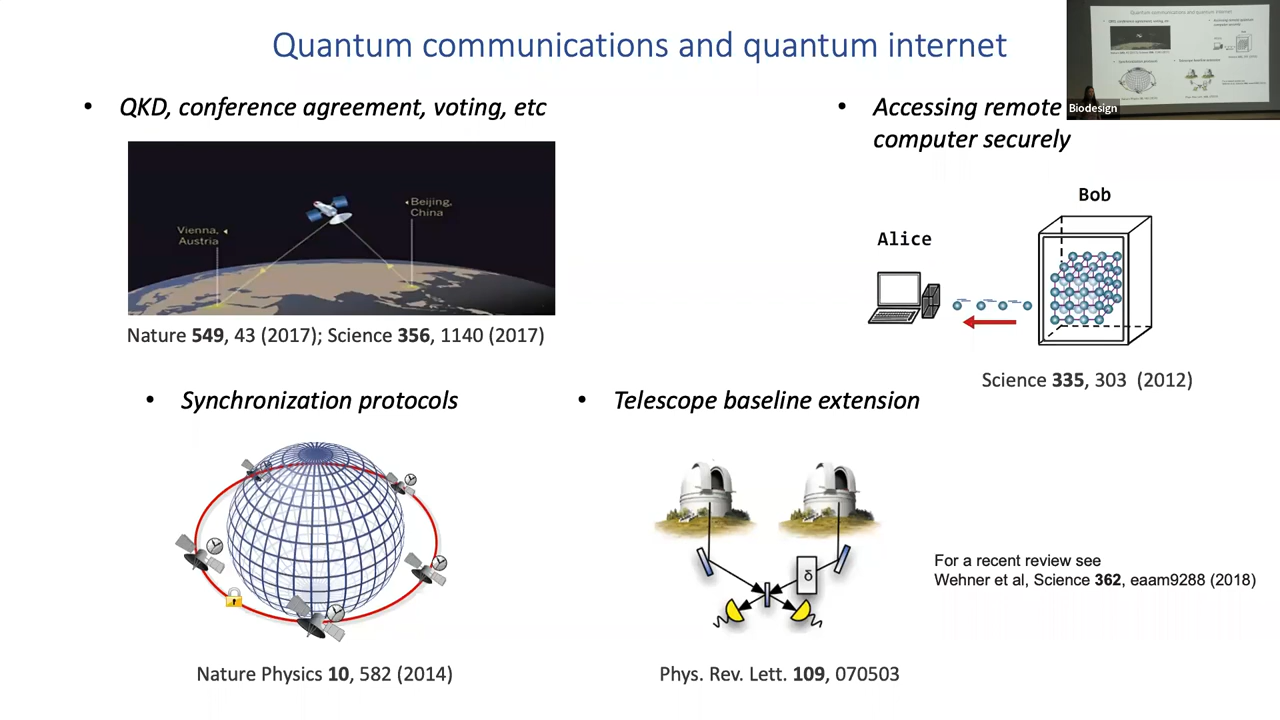 Quantum communications and quantum internet
• QKD, conference agreement, voting, etc
Vienna,
Austria
Beijing,
China
Nature 549, 43 (2017); Science 356, 1140 (2017)
• Accessing remote
computer securely
Biodesign
Bob
Alice
Science 335, 303 (2012)
• Synchronization protocols
Nature Physics 10, 582 (2014)
• Telescope baseline extension
δ
Phys. Rev. Lett. 109, 070503
For a recent review see
Wehner et al, Science 362, eaam9288 (2018)